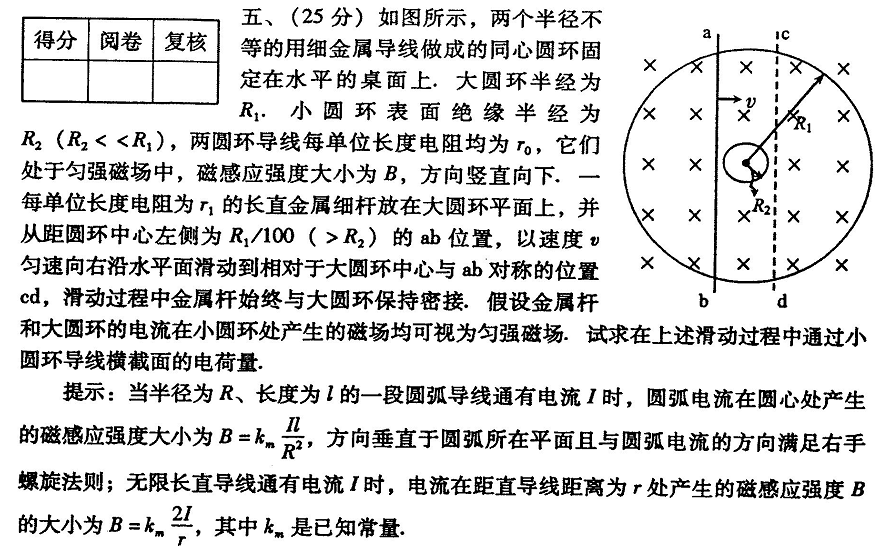 得分 阅卷 复核
五、（25 分）如图所示，两个半径不
等的用细金属导线做成的同心圆环固
定在水平的桌面上. 大圆环半经为
R₁. 小圆环表面绝缘半经为
R₂（R₂＜＜R₁），两圆环导线每单位长度电阻均为 r₀，它们
处于匀强磁场中，磁感应强度大小为 B，方向竖直向下. 一
每单位长度电阻为 r₁ 的长直金属细杆放在大圆环平面上，并
从距圆环中心左侧为 R₁/100（＞R₂）的 ab 位置，以速度 v
匀速向右沿水平面滑动到相对于大圆环中心与 ab 对称的位置
cd，滑动过程中金属杆始终与大圆环保持密接. 假设金属杆
和大圆环的电流在小圆环处产生的磁场均可视为匀强磁场. 试求在上述滑动过程中通过小
圆环导线横截面的电荷量.
提示：当半径为 R、长度为 l 的一段圆弧导线通有电流 I 时，圆弧电流在圆心处产生
的磁感应强度大小为 B = kₘ Il/R²，方向垂直于圆弧所在平面且与圆弧电流的方向满足右手
螺旋法则；无限长直导线通有电流 I 时，电流在距直导线距离为 r 处产生的磁感应强度 B
的大小为 B = kₘ 2I/r，其中 kₘ 是已知常量.
a c
v
R₁
R₂
b d